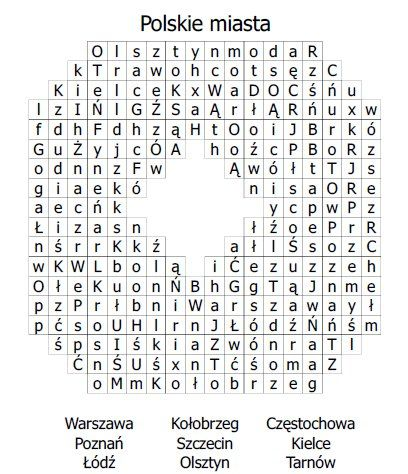 Polskie miasta
O l s z t y n m o d a R
k T r a w o h c o t s ę z C
K i e l c e K x W a D O C ś ń u
l z I Ń l G Ź S a Ą r ł Ą R ń u x w
f d h F d h z ą H t O o i J B r k ó
G u Ż y j c Ó A h o ź c P B o R z
o d n n z F w Ą w ó ł t T J s
g i a e k ó n i s a O R e
a e c ń k y c p w P z
Ł i z a s n ł ź o e P r R
n ś r r K k ź a ł l Ś s o z C
w K W L b o l ą i Ć e z u z z e h
O ł e K u o n Ń B h G g T ą J n m e
p z P r ł b n i W a r s z a w a y ł
p ć s o U H l r n J Ł ó d ź Ń ń ś m
ś p s I ś k i a Z w ó n r a T l
Ć n Ś U ś x n T ć ś o m a Z
o M m K o ł o b r z e g
Warszawa Kołobrzeg Częstochowa
Poznań Szczecin Kielce
Łódź Olsztyn Tarnów